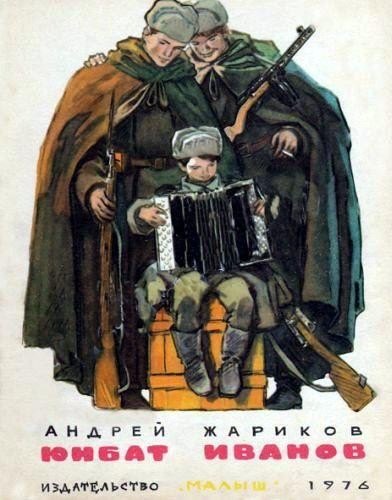 АНДРЕЙ ЖАРИКОВ
ЮНБАТ ИВАНОВ
ИЗДАТЕЛЬСТВО „МАЛЫШ" 1976